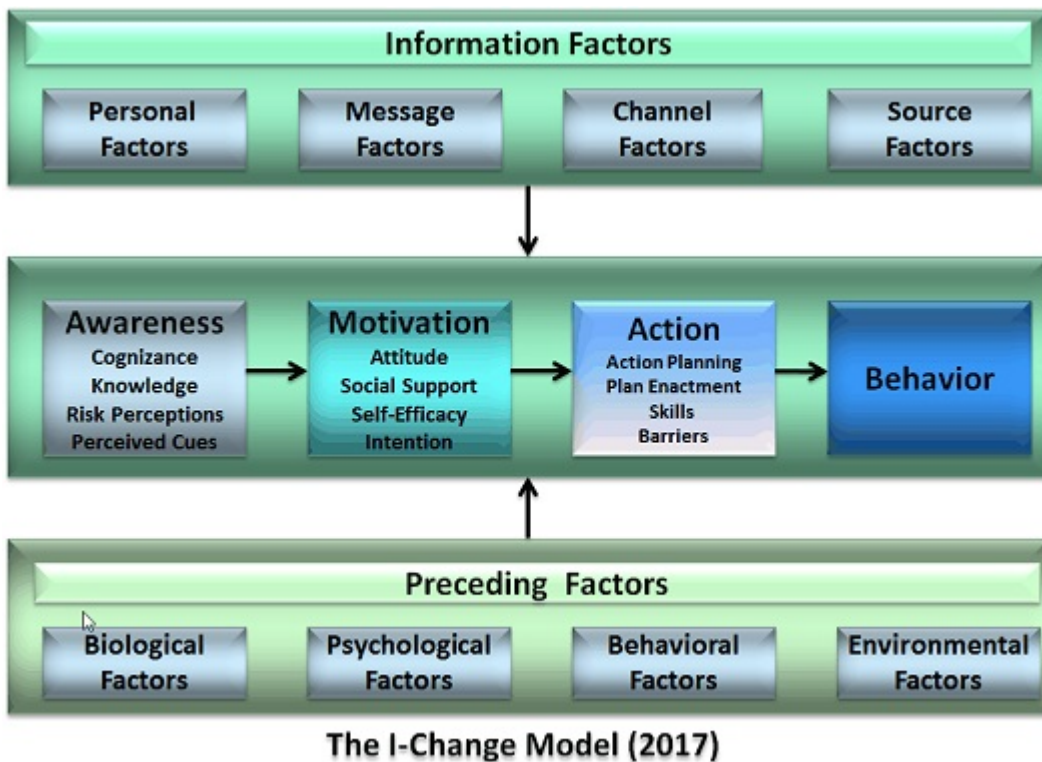 Information Factors
Personal
Factors
Message
Factors
Channel
Factors
Source
Factors
Awareness
Cognizance
Knowledge
Risk Perceptions
Perceived Cues
Motivation
Attitude
Social Support
Self-Efficacy
Intention
Action
Action Planning
Plan Enactment
Skills
Barriers
Behavior
Preceding Factors
Biological
Factors
Psychological
Factors
Behavioral
Factors
Environmental
Factors
The I-Change Model (2017)